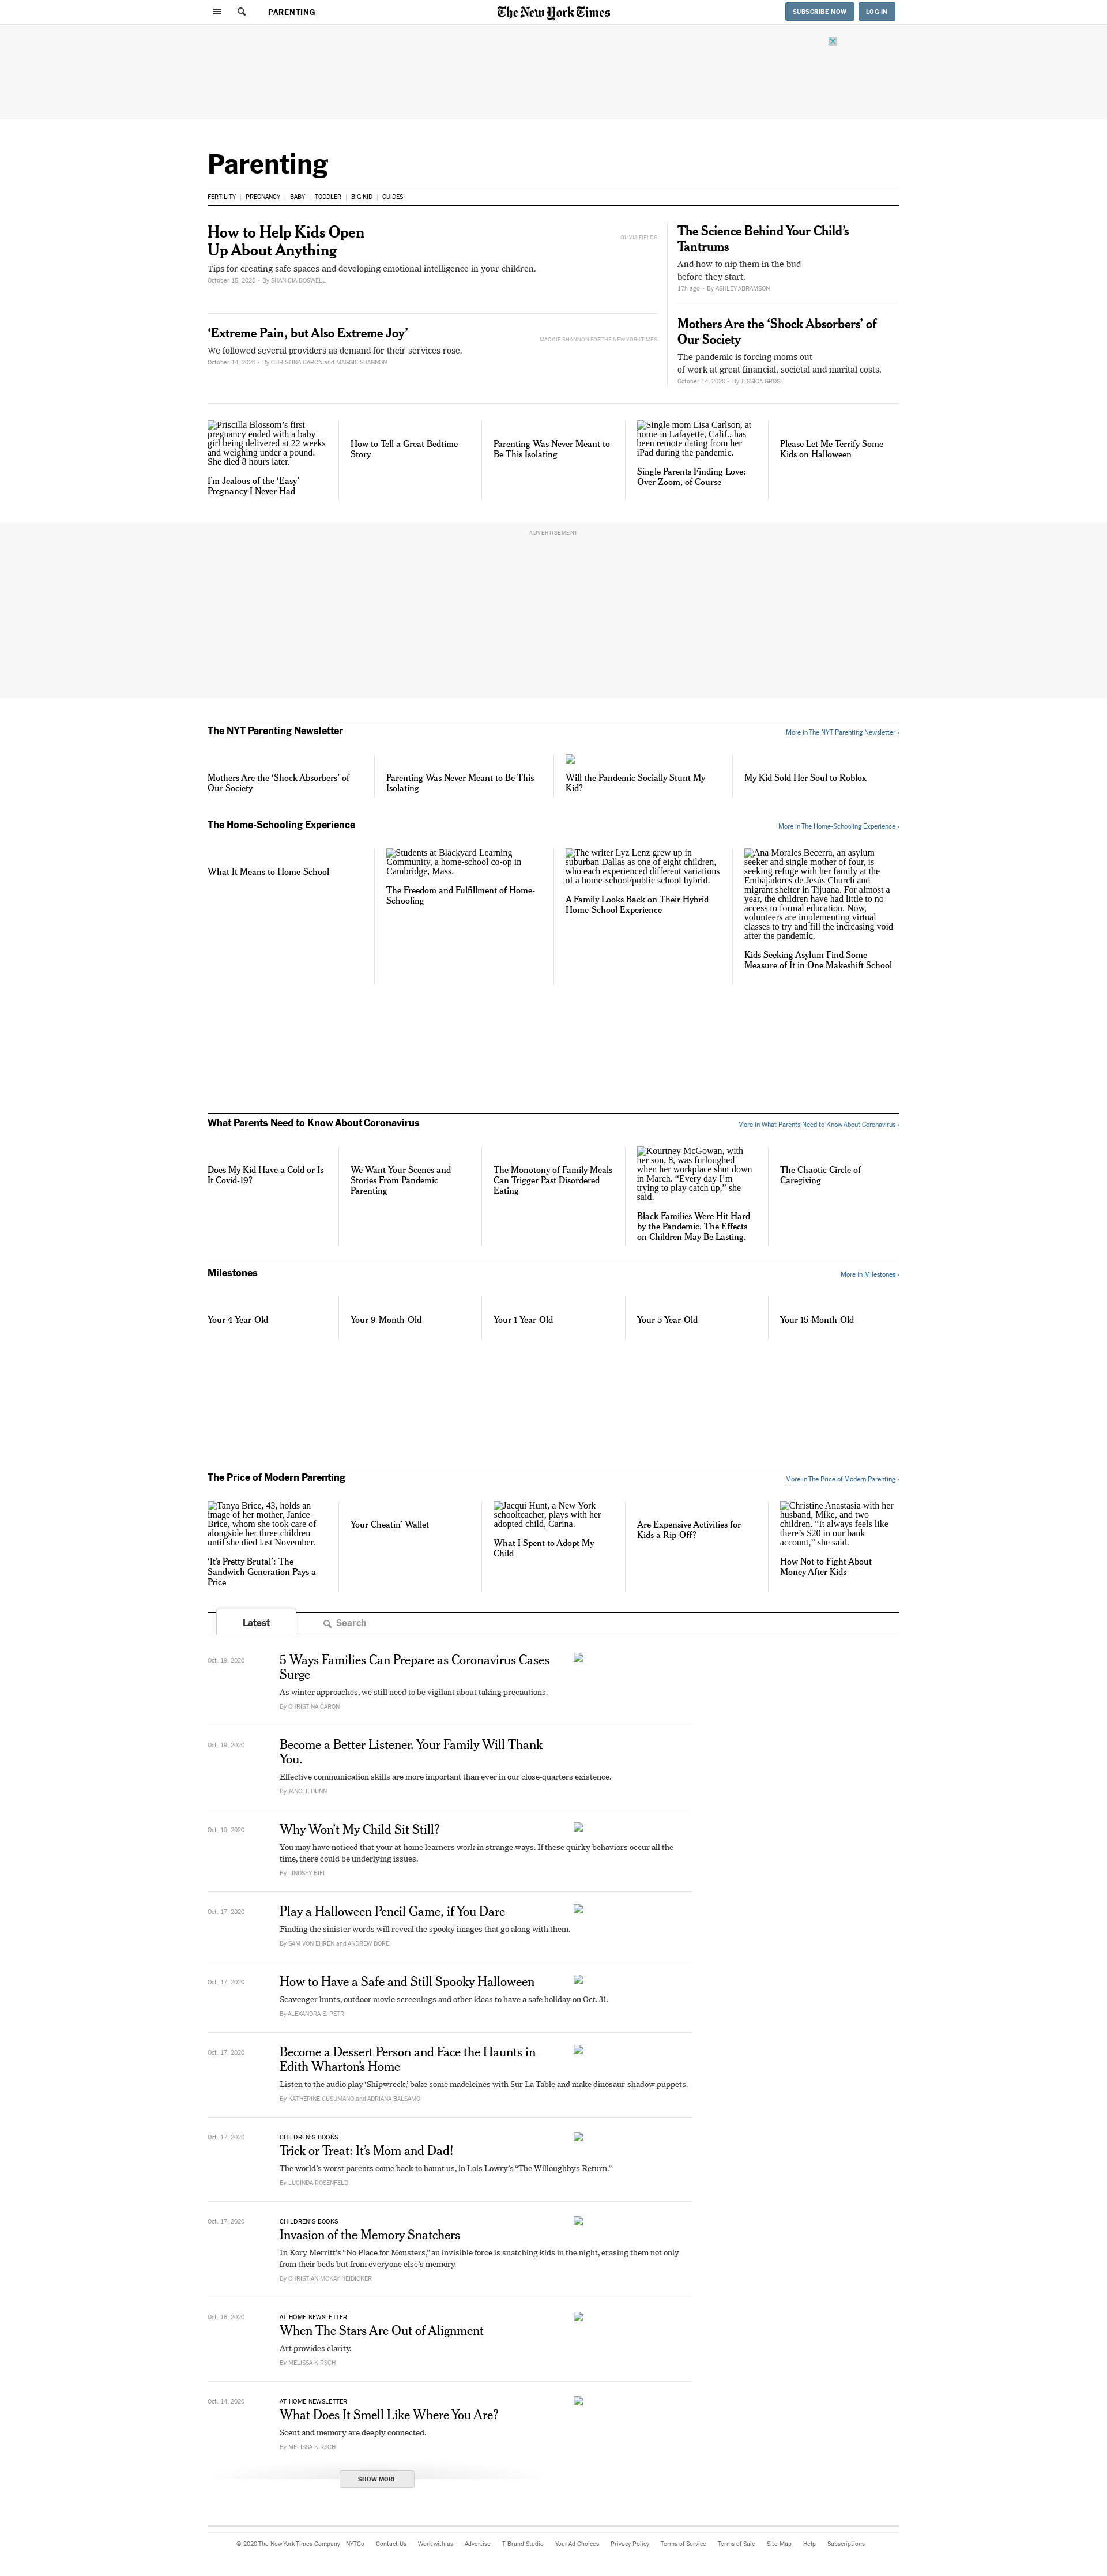 PARENTING
The New York Times
SUBSCRIBE NOW
LOG IN
Parenting
FERTILITY | PREGNANCY | BABY | TODDLER | BIG KID | GUIDES
How to Help Kids Open
Up About Anything
Tips for creating safe spaces and developing emotional intelligence in your children.
October 15, 2020 • By SHANICIA BOSWELL
OLIVIA FIELDS
‘Extreme Pain, but Also Extreme Joy’
We followed several providers as demand for their services rose.
October 14, 2020 • By CHRISTINA CARON and MAGGIE SHANNON
MAGGIE SHANNON FOR THE NEW YORK TIMES
The Science Behind Your Child’s
Tantrums
And how to nip them in the bud
before they start.
17h ago • By ASHLEY ABRAMSON
Mothers Are the ‘Shock Absorbers’ of
Our Society
The pandemic is forcing moms out
of work at great financial, societal and marital costs.
October 14, 2020 • By JESSICA GROSE
Priscilla Blossom’s first
pregnancy ended with a baby
girl being delivered at 22 weeks
and weighing under a pound.
She died 8 hours later.
I’m Jealous of the ‘Easy’
Pregnancy I Never Had
How to Tell a Great Bedtime
Story
Parenting Was Never Meant to
Be This Isolating
Single mom Lisa Carlson, at
home in Lafayette, Calif., has
been remote dating from her
iPad during the pandemic.
Single Parents Finding Love:
Over Zoom, of Course
Please Let Me Terrify Some
Kids on Halloween
ADVERTISEMENT
The NYT Parenting Newsletter
More in The NYT Parenting Newsletter ›
Mothers Are the ‘Shock Absorbers’ of
Our Society
Parenting Was Never Meant to Be This
Isolating
Will the Pandemic Socially Stunt My
Kid?
My Kid Sold Her Soul to Roblox
The Home-Schooling Experience
More in The Home-Schooling Experience ›
What It Means to Home-School
Students at Blackyard Learning
Community, a home-school co-op in
Cambridge, Mass.
The Freedom and Fulfillment of Home-
Schooling
The writer Lyz Lenz grew up in
suburban Dallas as one of eight children,
who each experienced different variations
of a home-school/public school hybrid.
A Family Looks Back on Their Hybrid
Home-School Experience
Ana Morales Becerra, an asylum
seeker and single mother of four, is
seeking refuge with her family at the
Embajadores de Jesús Church and
migrant shelter in Tijuana. For almost a
year, the children have had little to no
access to formal education. Now,
volunteers are implementing virtual
classes to try and fill the increasing void
after the pandemic.
Kids Seeking Asylum Find Some
Measure of It in One Makeshift School
What Parents Need to Know About Coronavirus
More in What Parents Need to Know About Coronavirus ›
Does My Kid Have a Cold or Is
It Covid-19?
We Want Your Scenes and
Stories From Pandemic
Parenting
The Monotony of Family Meals
Can Trigger Past Disordered
Eating
Kourtney McGowan, with
her son, 8, was furloughed
when her workplace shut down
in March. “Every day I’m
trying to play catch up,” she
said.
Black Families Were Hit Hard
by the Pandemic. The Effects
on Children May Be Lasting.
The Chaotic Circle of
Caregiving
Milestones
More in Milestones ›
Your 4-Year-Old
Your 9-Month-Old
Your 1-Year-Old
Your 5-Year-Old
Your 15-Month-Old
The Price of Modern Parenting
More in The Price of Modern Parenting ›
Tanya Brice, 43, holds an
image of her mother, Janice
Brice, whom she took care of
alongside her three children
until she died last November.
‘It’s Pretty Brutal’: The
Sandwich Generation Pays a
Price
Your Cheatin’ Wallet
Jacqui Hunt, a New York
schoolteacher, plays with her
adopted child, Carina.
What I Spent to Adopt My
Child
Are Expensive Activities for
Kids a Rip-Off?
Christine Anastasia with her
husband, Mike, and two
children. “It always feels like
there’s $20 in our bank
account,” she said.
How Not to Fight About
Money After Kids
Latest
Search
Oct. 19, 2020
5 Ways Families Can Prepare as Coronavirus Cases
Surge
As winter approaches, we still need to be vigilant about taking precautions.
By CHRISTINA CARON
Oct. 19, 2020
Become a Better Listener. Your Family Will Thank
You.
Effective communication skills are more important than ever in our close-quarters existence.
By JANCEE DUNN
Oct. 19, 2020
Why Won’t My Child Sit Still?
You may have noticed that your at-home learners work in strange ways. If these quirky behaviors occur all the
time, there could be underlying issues.
By LINDSEY BIEL
Oct. 17, 2020
Play a Halloween Pencil Game, if You Dare
Finding the sinister words will reveal the spooky images that go along with them.
By SAM VON EHREN and ANDREW DORE
Oct. 17, 2020
How to Have a Safe and Still Spooky Halloween
Scavenger hunts, outdoor movie screenings and other ideas to have a safe holiday on Oct. 31.
By ALEXANDRA E. PETRI
Oct. 17, 2020
Become a Dessert Person and Face the Haunts in
Edith Wharton’s Home
Listen to the audio play ‘Shipwreck,’ bake some madeleines with Sur La Table and make dinosaur-shadow puppets.
By KATHERINE CUSUMANO and ADRIANA BALSAMO
Oct. 17, 2020
CHILDREN’S BOOKS
Trick or Treat: It’s Mom and Dad!
The world’s worst parents come back to haunt us, in Lois Lowry’s “The Willoughbys Return.”
By LUCINDA ROSENFELD
Oct. 17, 2020
CHILDREN’S BOOKS
Invasion of the Memory Snatchers
In Kory Merritt’s “No Place for Monsters,” an invisible force is snatching kids in the night, erasing them not only
from their beds but from everyone else’s memory.
By CHRISTIAN MCKAY HEIDICKER
Oct. 16, 2020
AT HOME NEWSLETTER
When The Stars Are Out of Alignment
Art provides clarity.
By MELISSA KIRSCH
Oct. 14, 2020
AT HOME NEWSLETTER
What Does It Smell Like Where You Are?
Scent and memory are deeply connected.
By MELISSA KIRSCH
SHOW MORE
© 2020 The New York Times Company NYTCo Contact Us Work with us Advertise T Brand Studio Your Ad Choices Privacy Policy Terms of Service Terms of Sale Site Map Help Subscriptions